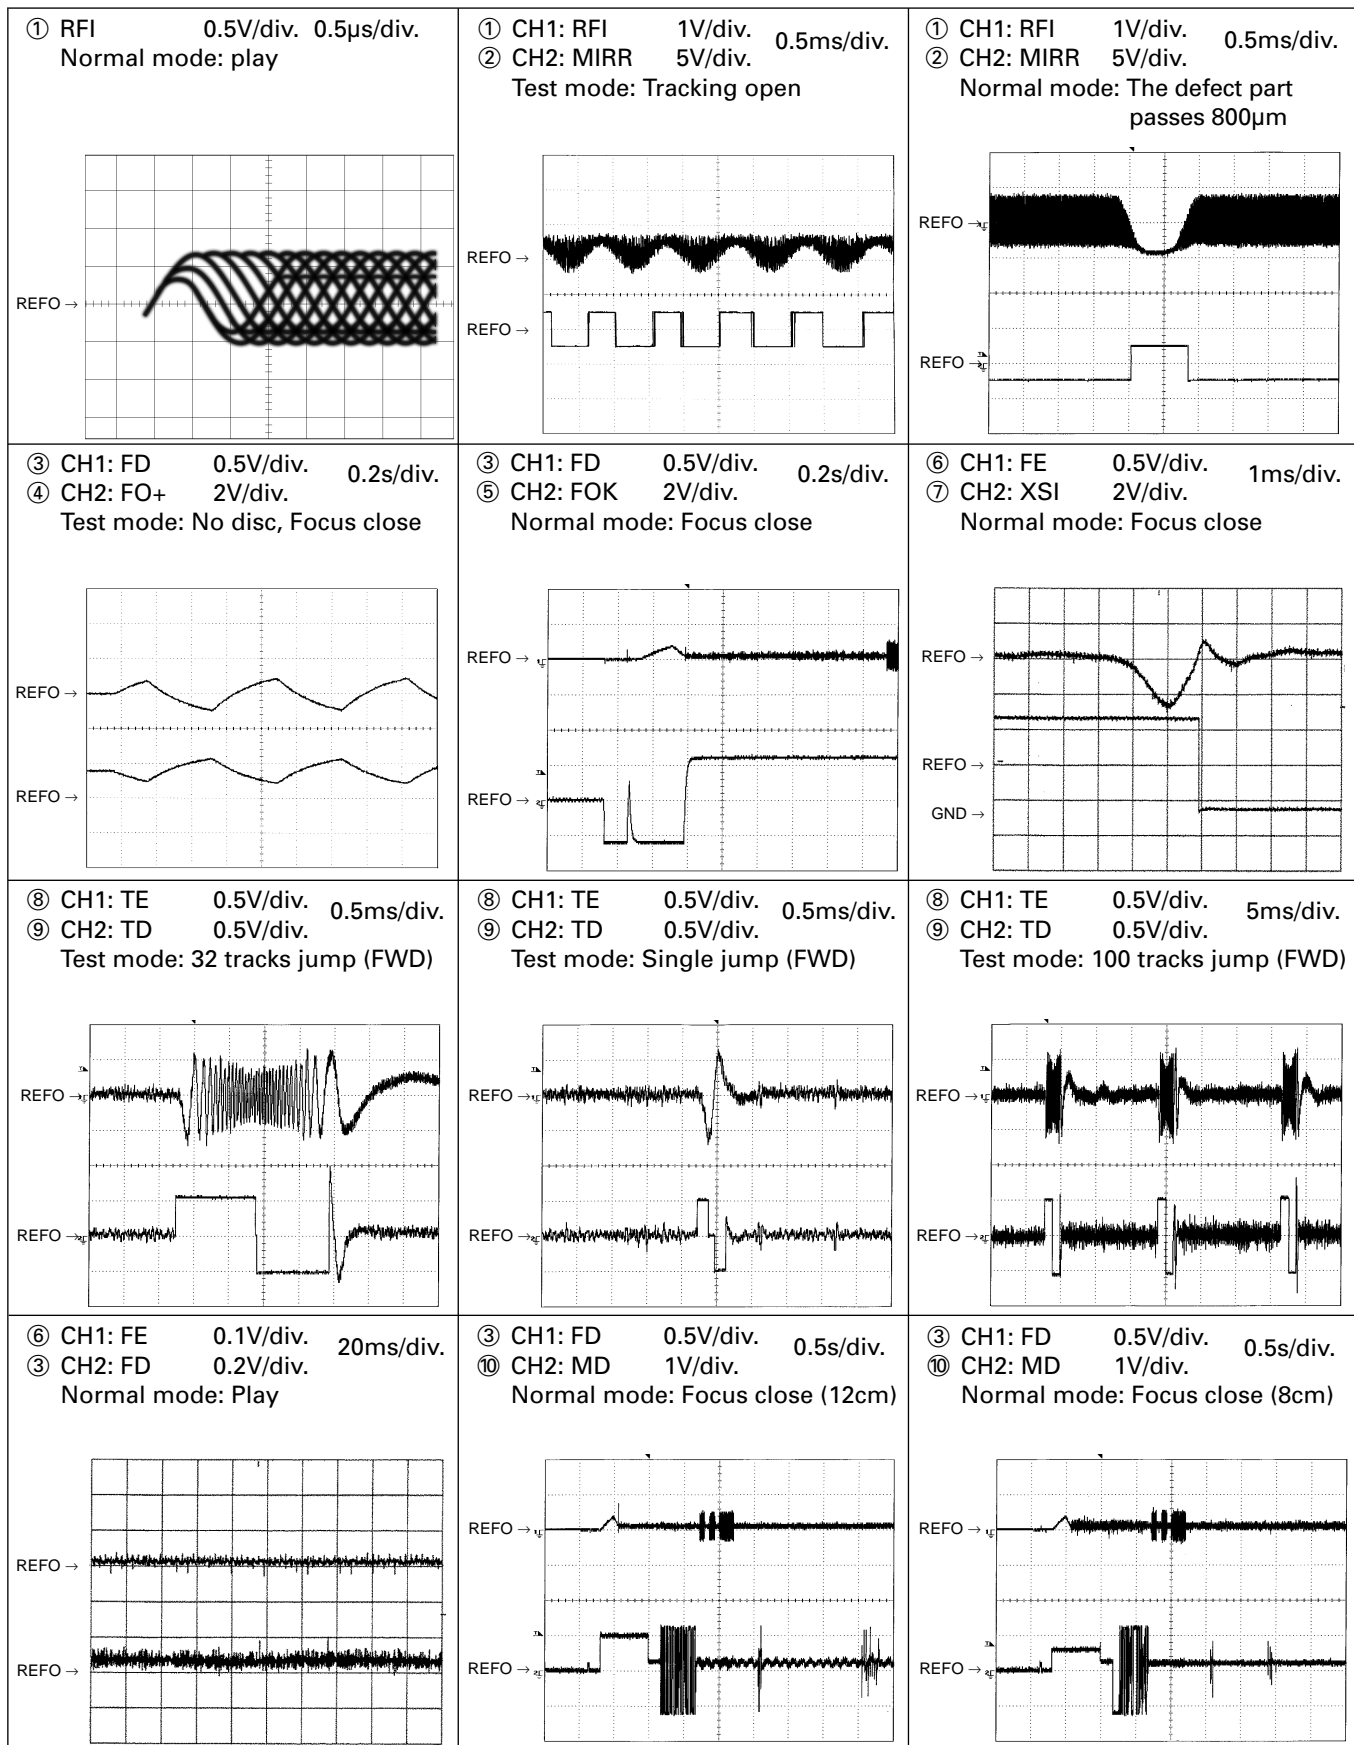 ① RFI 0.5V/div. 0.5µs/div.
Normal mode: play
REFO →
① CH1: RFI 1V/div. 0.5ms/div.
② CH2: MIRR 5V/div.
Test mode: Tracking open
REFO →
REFO →
① CH1: RFI 1V/div. 0.5ms/div.
② CH2: MIRR 5V/div.
Normal mode: The defect part
passes 800µm
REFO →
REFO →
③ CH1: FD 0.5V/div. 0.2s/div.
④ CH2: FO+ 2V/div.
Test mode: No disc, Focus close
REFO →
REFO →
③ CH1: FD 0.5V/div. 0.2s/div.
⑤ CH2: FOK 2V/div.
Normal mode: Focus close
REFO →
REFO →
⑥ CH1: FE 0.5V/div. 1ms/div.
⑦ CH2: XSI 2V/div.
Normal mode: Focus close
REFO →
REFO →
GND →
⑧ CH1: TE 0.5V/div. 0.5ms/div.
⑨ CH2: TD 0.5V/div.
Test mode: 32 tracks jump (FWD)
REFO →
REFO →
⑧ CH1: TE 0.5V/div. 0.5ms/div.
⑨ CH2: TD 0.5V/div.
Test mode: Single jump (FWD)
REFO →
REFO →
⑧ CH1: TE 0.5V/div. 5ms/div.
⑨ CH2: TD 0.5V/div.
Test mode: 100 tracks jump (FWD)
REFO →
REFO →
⑥ CH1: FE 0.1V/div. 20ms/div.
③ CH2: FD 0.2V/div.
Normal mode: Play
REFO →
REFO →
③ CH1: FD 0.5V/div. 0.5s/div.
⑩ CH2: MD 1V/div.
Normal mode: Focus close (12cm)
REFO →
REFO →
③ CH1: FD 0.5V/div. 0.5s/div.
⑩ CH2: MD 1V/div.
Normal mode: Focus close (8cm)
REFO →
REFO →